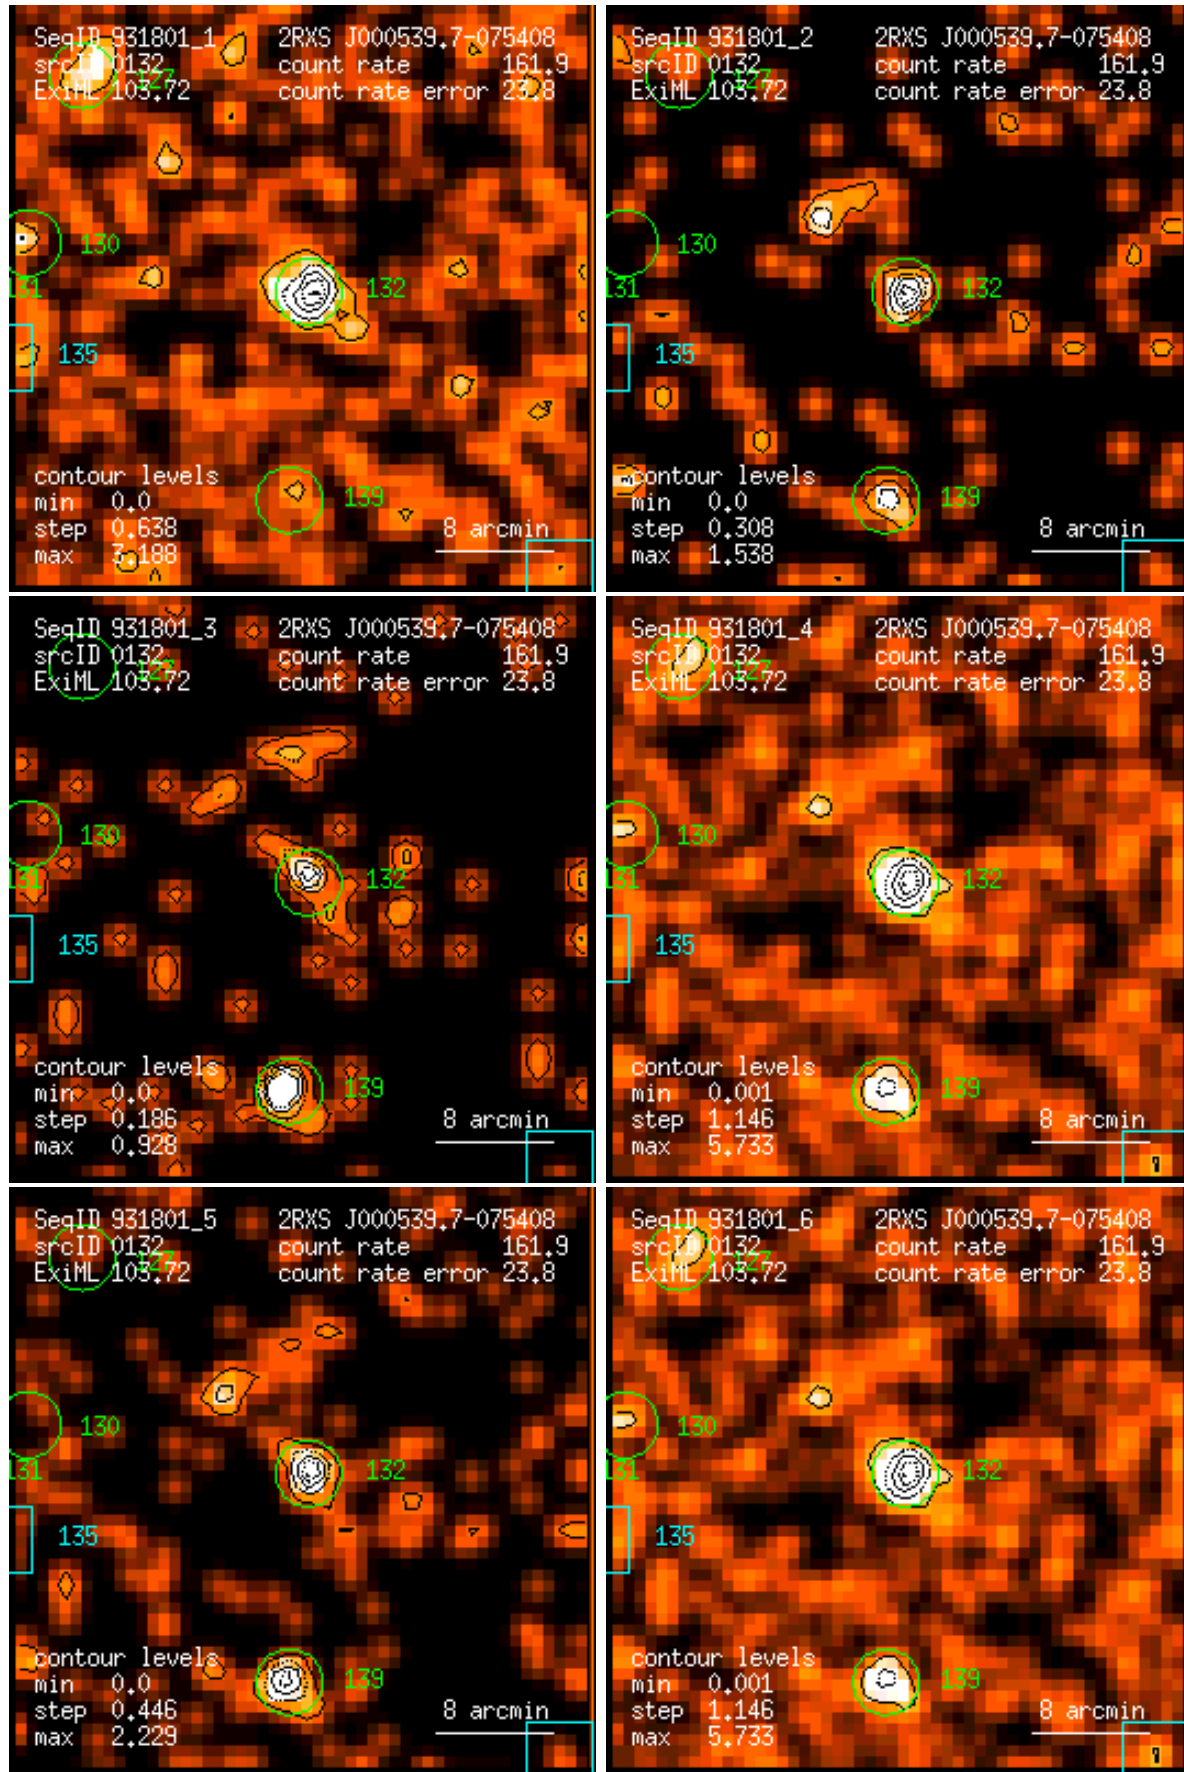 SeqID 931801_1 2RXS J000539.7-075408
srcID 0132 count rate 161.9
ExiML 103.72 count rate error 23.8
127
130
131 132
135
contour levels
min 0.0 139
step 0.638 8 arcmin
max 3.188
SeqID 931801_2 2RXS J000539.7-075408
srcID 0132 count rate 161.9
ExiML 103.72 count rate error 23.8
127
130
131 132
135
contour levels
min 0.0 139
step 0.308 8 arcmin
max 1.538
SeqID 931801_3 2RXS J000539.7-075408
srcID 0132 count rate 161.9
ExiML 103.72 count rate error 23.8
127
130
131 132
135
contour levels
min 0.0 139
step 0.186 8 arcmin
max 0.928
SeqID 931801_4 2RXS J000539.7-075408
srcID 0132 count rate 161.9
ExiML 103.72 count rate error 23.8
127
130
131 132
135
contour levels
min 0.001 139
step 1.146 8 arcmin
max 5.733
SeqID 931801_5 2RXS J000539.7-075408
srcID 0132 count rate 161.9
ExiML 103.72 count rate error 23.8
127
130
131 132
135
contour levels
min 0.0 139
step 0.446 8 arcmin
max 2.229
SeqID 931801_6 2RXS J000539.7-075408
srcID 0132 count rate 161.9
ExiML 103.72 count rate error 23.8
127
130
131 132
135
contour levels
min 0.001 139
step 1.146 8 arcmin
max 5.733